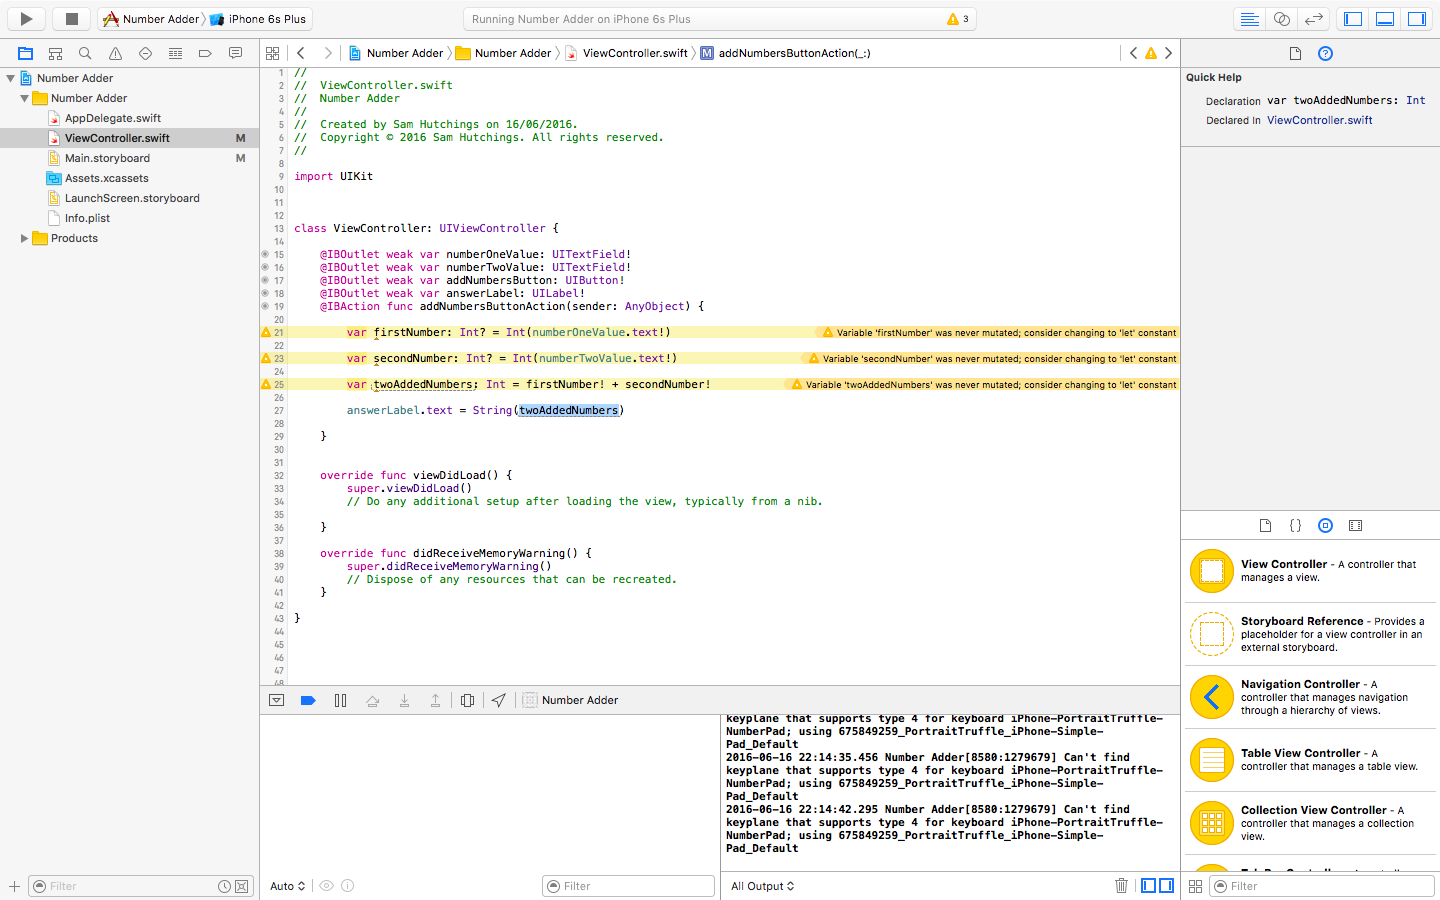 Number Adder
iPhone 6s Plus
Running Number Adder on iPhone 6s Plus
3
Number Adder
Number Adder
ViewController.swift
M
addNumbersButtonAction(_:)
Number Adder
Number Adder
AppDelegate.swift
ViewController.swift
M
Main.storyboard
M
Assets.xcassets
LaunchScreen.storyboard
Info.plist
Products
Filter
1 //
2 // ViewController.swift
3 // Number Adder
4 //
5 // Created by Sam Hutchings on 16/06/2016.
6 // Copyright © 2016 Sam Hutchings. All rights reserved.
7 //
8
9 import UIKit
10
11
12
13 class ViewController: UIViewController {
14
15 @IBOutlet weak var numberOneValue: UITextField!
16 @IBOutlet weak var numberTwoValue: UITextField!
17 @IBOutlet weak var addNumbersButton: UIButton!
18 @IBOutlet weak var answerLabel: UILabel!
19 @IBAction func addNumbersButtonAction(sender: AnyObject) {
20
21 var firstNumber: Int? = Int(numberOneValue.text!) Variable 'firstNumber' was never mutated; consider changing to 'let' constant
22
23 var secondNumber: Int? = Int(numberTwoValue.text!) Variable 'secondNumber' was never mutated; consider changing to 'let' constant
24
25 var twoAddedNumbers: Int = firstNumber! + secondNumber! Variable 'twoAddedNumbers' was never mutated; consider changing to 'let' constant
26
27 answerLabel.text = String(twoAddedNumbers)
28
29 }
30
31
32 override func viewDidLoad() {
33 super.viewDidLoad()
34 // Do any additional setup after loading the view, typically from a nib.
35
36 }
37
38 override func didReceiveMemoryWarning() {
39 super.didReceiveMemoryWarning()
40 // Dispose of any resources that can be recreated.
41 }
42
43 }
44
45
46
47
48
Number Adder
Auto
Filter
keyplane that supports type 4 for keyboard iPhone-PortraitTruffle-
NumberPad; using 675849259_PortraitTruffle_iPhone-Simple-
Pad_Default
2016-06-16 22:14:35.456 Number Adder[8580:1279679] Can't find
keyplane that supports type 4 for keyboard iPhone-PortraitTruffle-
NumberPad; using 675849259_PortraitTruffle_iPhone-Simple-
Pad_Default
2016-06-16 22:14:42.295 Number Adder[8580:1279679] Can't find
keyplane that supports type 4 for keyboard iPhone-PortraitTruffle-
NumberPad; using 675849259_PortraitTruffle_iPhone-Simple-
Pad_Default
All Output
Quick Help
Declaration var twoAddedNumbers: Int
Declared In ViewController.swift
View Controller - A controller that
manages a view.
Storyboard Reference - Provides a
placeholder for a view controller in an
external storyboard.
Navigation Controller - A
controller that manages navigation
through a hierarchy of views.
Table View Controller - A
controller that manages a table view.
Collection View Controller - A
controller that manages a collection
view.
Filter